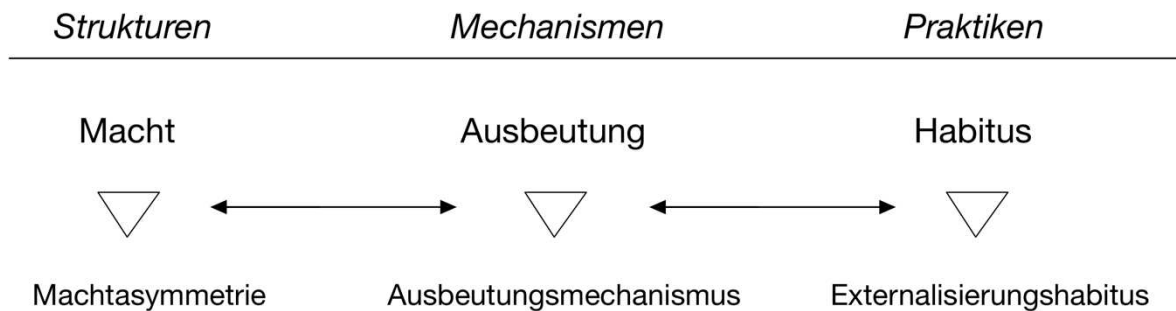 Strukturen Mechanismen Praktiken
Macht Ausbeutung Habitus
Machtasymmetrie Ausbeutungsmechanismus Externalisierungshabitus